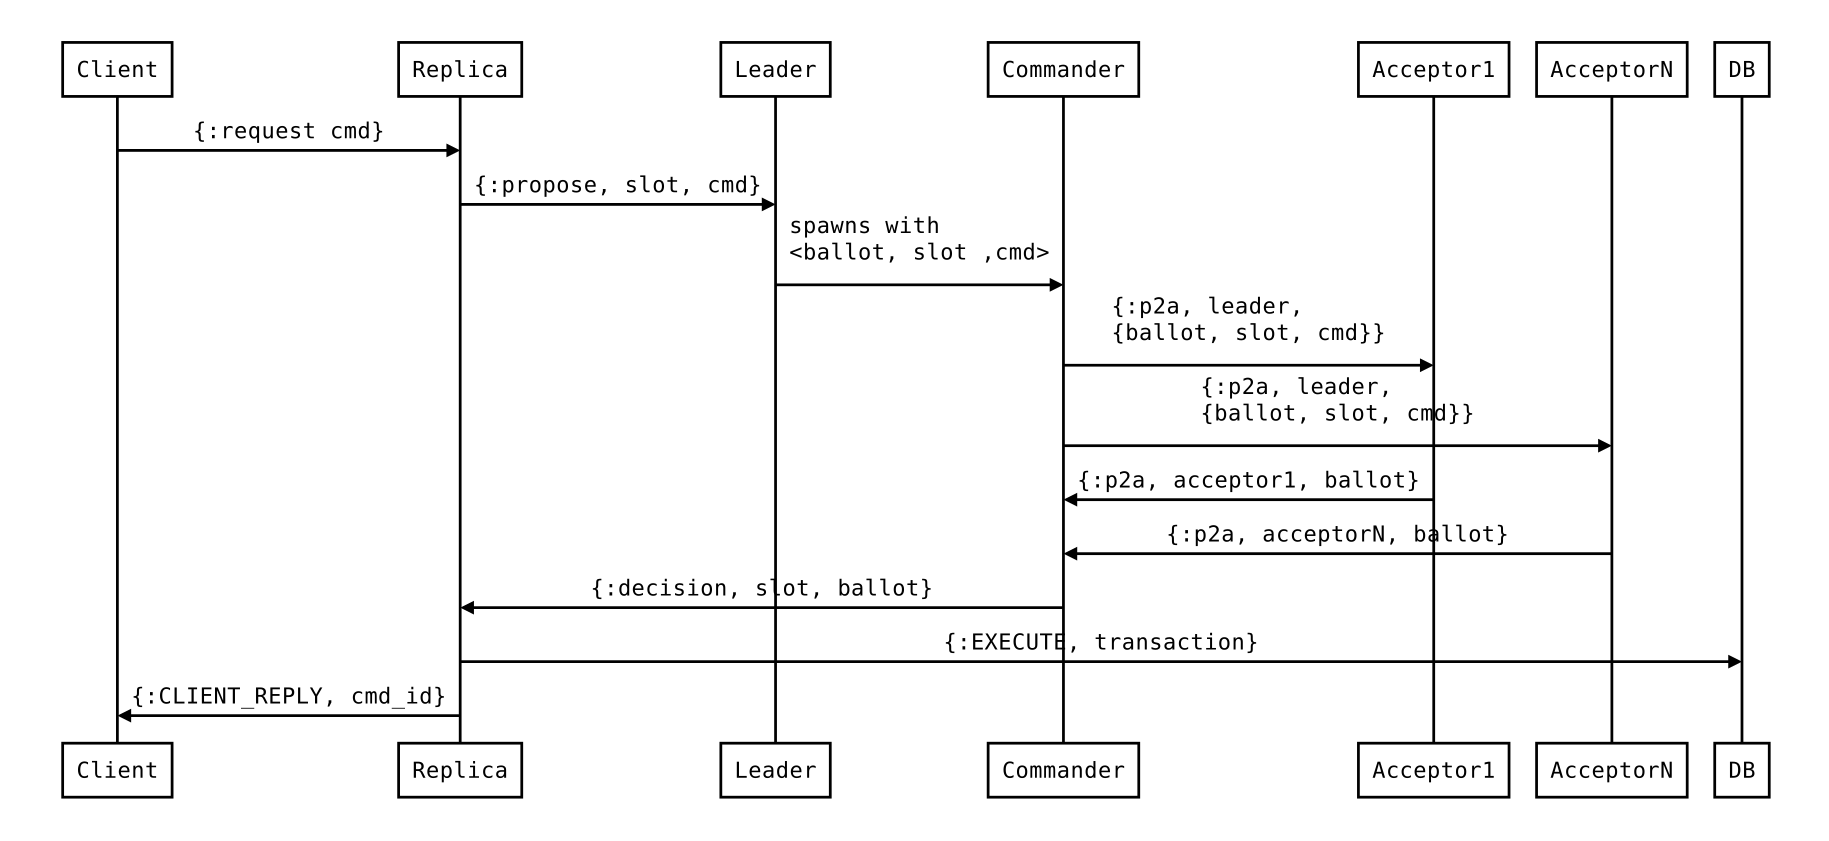 Client
Replica
Leader
Commander
Acceptor1
AcceptorN
DB
{:request cmd}
{:propose, slot, cmd}
spawns with
<ballot, slot ,cmd>
{:p2a, leader,
{ballot, slot, cmd}}
{:p2a, leader,
{ballot, slot, cmd}}
{:p2a, acceptor1, ballot}
{:p2a, acceptorN, ballot}
{:decision, slot, ballot}
{:EXECUTE, transaction}
{:CLIENT_REPLY, cmd_id}
Client
Replica
Leader
Commander
Acceptor1
AcceptorN
DB